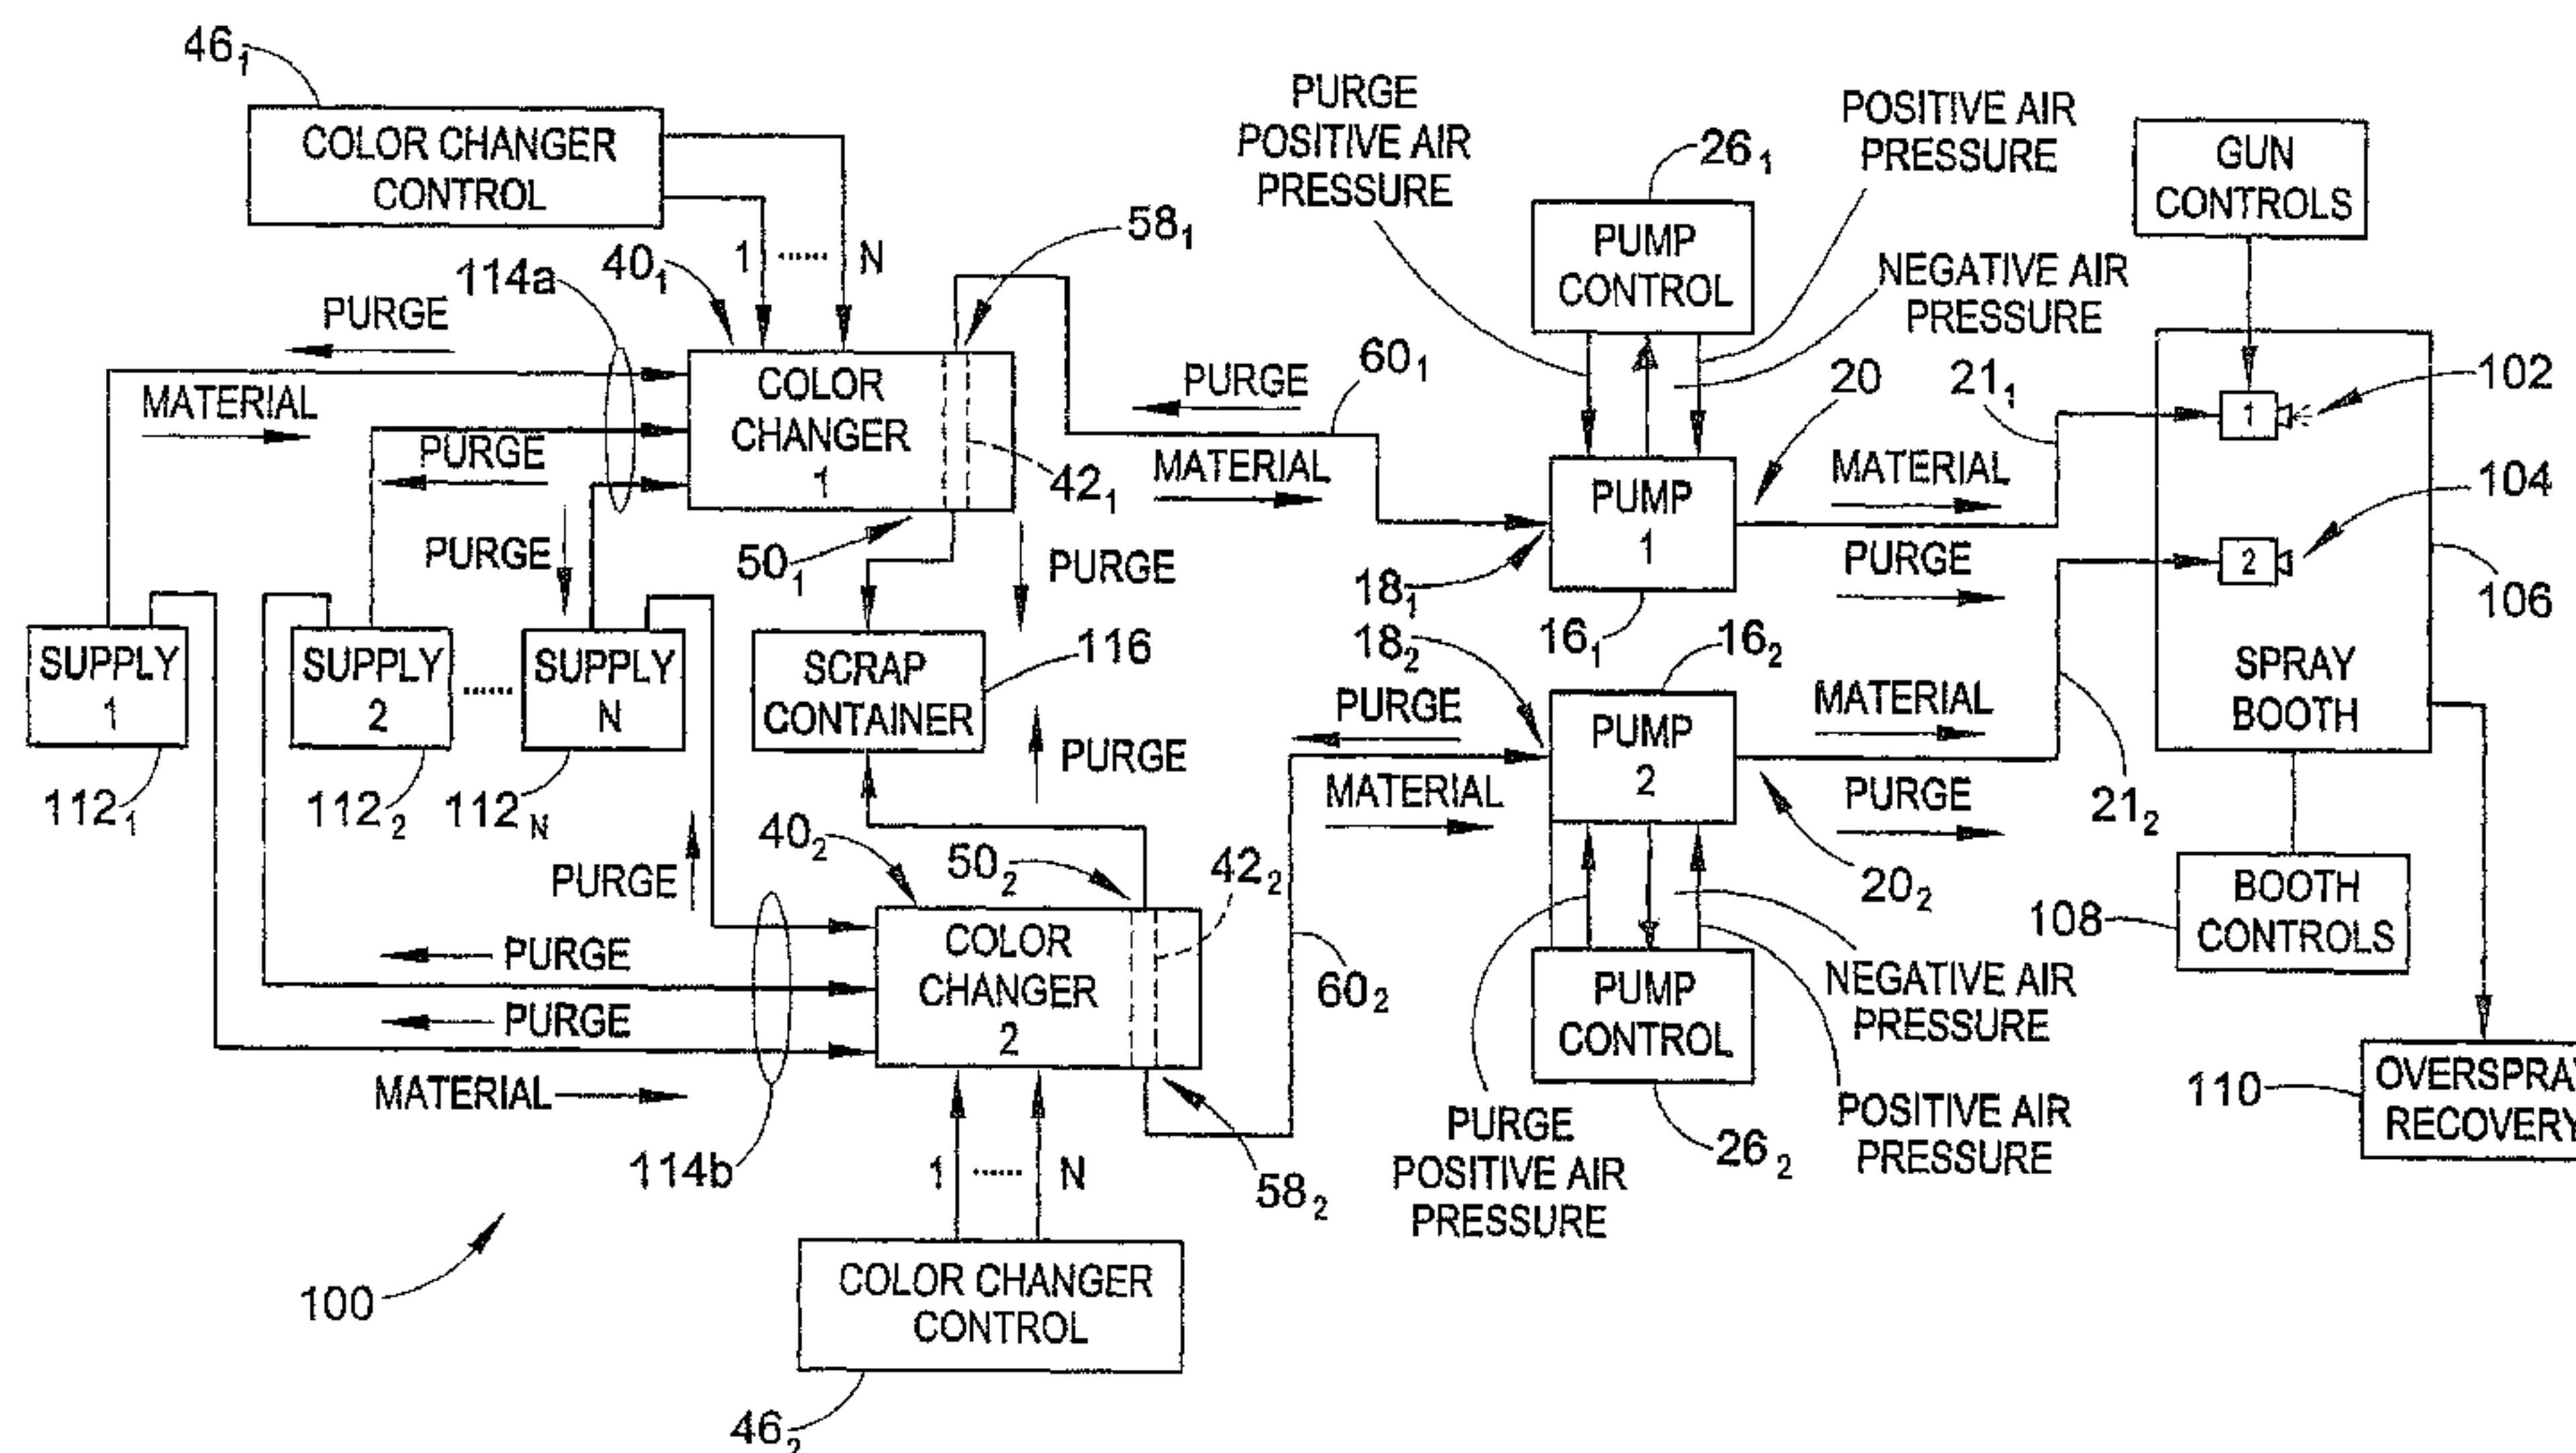 46₁
COLOR CHANGER
CONTROL
PURGE
POSITIVE AIR
PRESSURE
26₁
POSITIVE AIR
PRESSURE
GUN
CONTROLS
PUMP
CONTROL
NEGATIVE AIR
PRESSURE
114a
40₁
1 ...... N
58₁
PURGE
MATERIAL
COLOR
CHANGER
1
PURGE
60₁
MATERIAL
20
21₁
1
102
PURGE
42₁
PUMP
1
MATERIAL
104
PURGE
50₁
PURGE
18₁
16₁
PURGE
2
106
SUPPLY
1
SUPPLY
2
......
SUPPLY
N
SCRAP
CONTAINER
116
18₂
16₂
SPRAY
BOOTH
112₁
112₂
112N
PURGE
PURGE
MATERIAL
PUMP
2
MATERIAL
PURGE
21₂
PURGE
40₂
50₂
42₂
20₂
108
BOOTH
CONTROLS
PURGE
PURGE
MATERIAL
COLOR
CHANGER
2
60₂
PUMP
CONTROL
NEGATIVE AIR
PRESSURE
114b
1 ...... N
58₂
PURGE
POSITIVE AIR
PRESSURE
26₂
POSITIVE AIR
PRESSURE
110
OVERSPRAY
RECOVERY
100
COLOR CHANGER
CONTROL
46₂